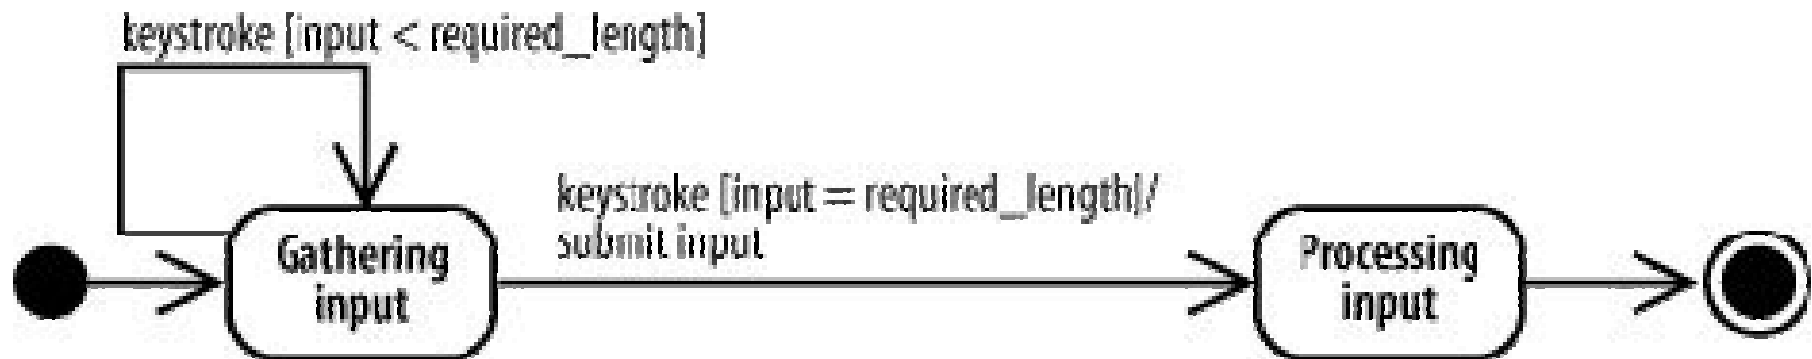 keystroke [input < required_length]
keystroke [input = required_length]/
submit input
Gathering
input
Processing
input